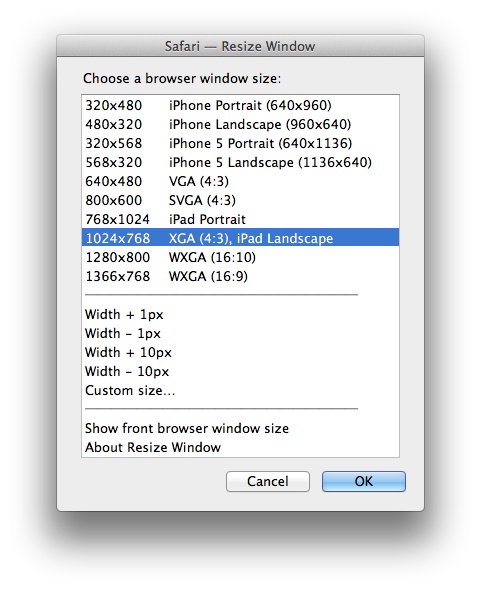 Safari — Resize Window
Choose a browser window size:
320x480 iPhone Portrait (640x960)
480x320 iPhone Landscape (960x640)
320x568 iPhone 5 Portrait (640x1136)
568x320 iPhone 5 Landscape (1136x640)
640x480 VGA (4:3)
800x600 SVGA (4:3)
768x1024 iPad Portrait
1024x768 XGA (4:3), iPad Landscape
1280x800 WXGA (16:10)
1366x768 WXGA (16:9)
Width + 1px
Width – 1px
Width + 10px
Width – 10px
Custom size...
Show front browser window size
About Resize Window
Cancel OK